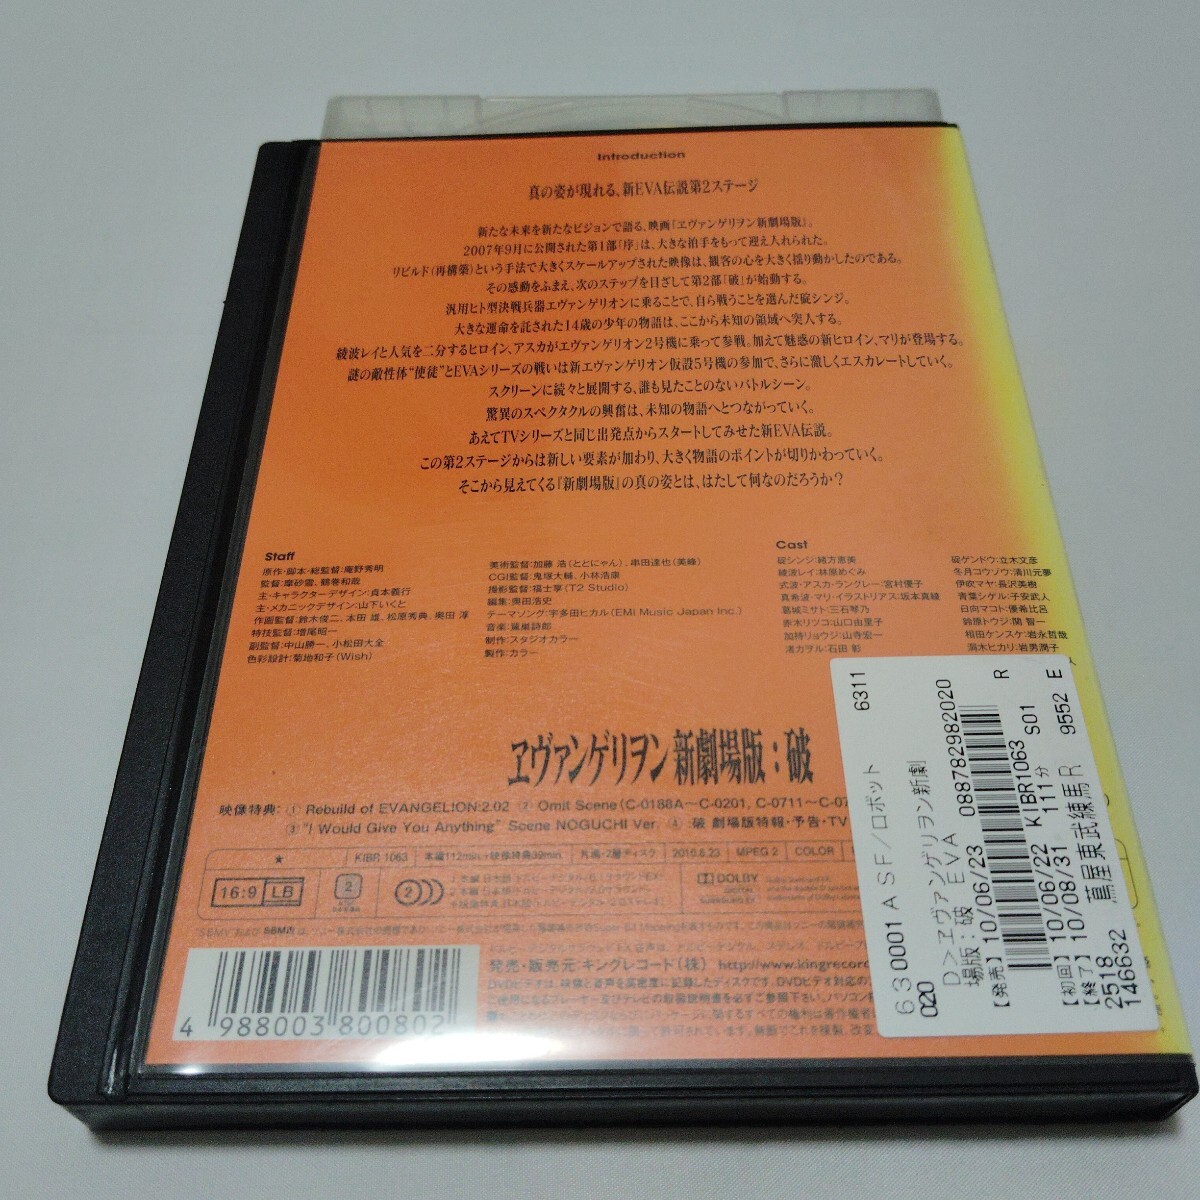 Introduction
真の姿が現れる、新EVA伝説第2ステージ
新たな未来を新たなビジョンで語る、映画『ヱヴァンゲリヲン新劇場版』。
2007年9月に公開された第1部「序」は、大きな拍手をもって迎え入れられた。
リビルド(再構築)という手法で大きくスケールアップされた映像は、観客の心を大きく揺り動かしたのである。
その感動をふまえ、次のステップを目ざして第2部「破」が始動する。
汎用ヒト型決戦兵器エヴァンゲリオンに乗ることで、自ら戦うことを選んだ碇シンジ。
大きな運命を託された14歳の少年の物語は、ここから未知の領域へ突入する。
綾波レイと人気を二分するヒロイン、アスカがエヴァンゲリオン2号機に乗って参戦。加えて魅惑の新ヒロイン、マリが登場する。
謎の敵性体“使徒”とEVAシリーズの戦いは新エヴァンゲリオン仮設5号機の参加で、さらに激しくエスカレートしていく。
スクリーンに続々と展開する、誰も見たことのないバトルシーン。
驚異のスペクタクルの興奮は、未知の物語へとつながっていく。
あえてTVシリーズと同じ出発点からスタートしてみせた新EVA伝説。
この第2ステージからは新しい要素が加わり、大きく物語のポイントが切りかわっていく。
そこから見えてくる『新劇場版』の真の姿とは、はたして何なのだろうか?
Staff
原作・脚本・総監督:庵野秀明
監督:摩砂雪、鶴巻和哉
主・キャラクターデザイン:貞本義行
主・メカニックデザイン:山下いくと
作画監督:鈴木俊二、本田 雄、松原秀典、奥田 淳
特技監督:増尾昭一
副監督:中山勝一、小松田大全
色彩設計:菊地和子(Wish)
美術監督:加藤 浩(ととにゃん)、串田達也(美峰)
CGI監督:鬼塚大輔、小林浩康
撮影監督:福士享(T2 Studio)
編集:奥田浩史
テーマソング:宇多田ヒカル(EMI Music Japan Inc.)
音楽:鷺巣詩郎
制作:スタジオカラー
製作:カラー
Cast
碇シンジ:緒方恵美
綾波レイ:林原めぐみ
式波・アスカ・ラングレー:宮村優子
真希波・マリ・イラストリアス:坂本真綾
葛城ミサト:三石琴乃
赤木リツコ:山口由里子
加持リョウジ:山寺宏一
渚カヲル:石田 彰
碇ゲンドウ:立木文彦
冬月コウゾウ:清川元夢
伊吹マヤ:長沢美樹
青葉シゲル:子安武人
日向マコト:優希比呂
鈴原トウジ:関 智一
相田ケンスケ:岩永哲哉
洞木ヒカリ:岩男潤子
ヱヴァンゲリヲン新劇場版:破
映像特典: ① Rebuild of EVANGELION:2.02 ② Omit Scene(C-0188A~C-0201, C-0711~C-07
③ "I Would Give You Anything" Scene NOGUCHI Ver. ④ :破 劇場版特報・予告・TV
★ KIBR 1063 本編112min.+映像特典39min. 片面・2層ディスク 2010.6.23 MPEG 2 COLOR
16:9 LB 2 2 DOLBY
発売・販売元:キングレコード(株) http://www.kingrecor
4 988003 800802
630001 A SF/ロボット 6311
020 D>ヱヴァンゲリヲン新劇
場版:破 EVA 088782982020
【発売】10/06/23 KIBR1063 R
S01
【初回】10/06/22 111分
【終了】10/08/31 9552 E
2518 蔦屋東武練馬R
146632